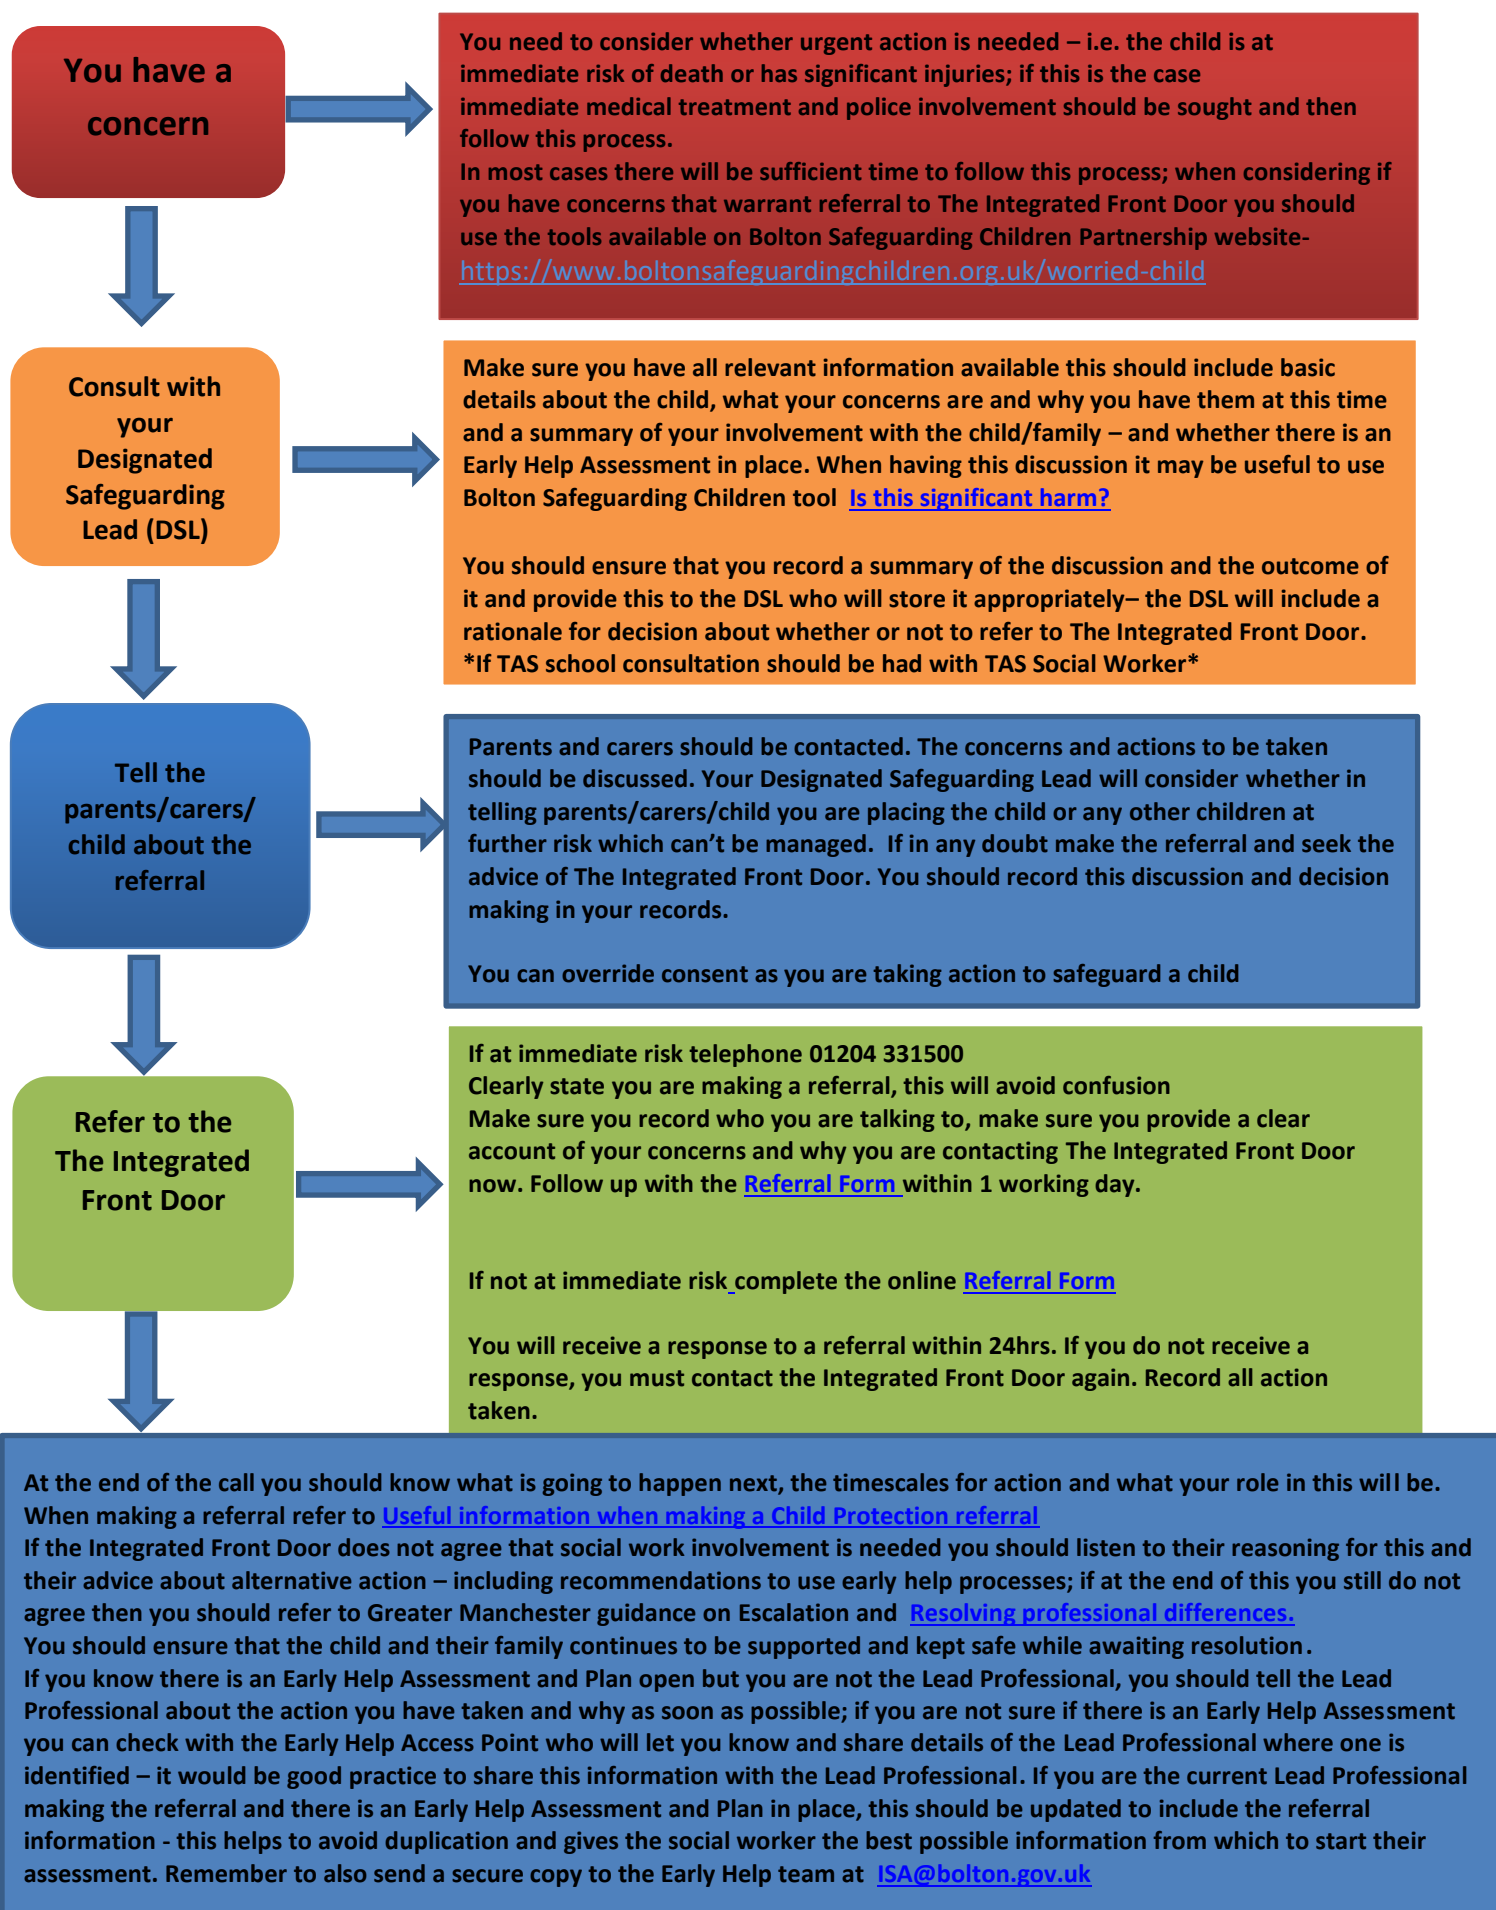 You have a
concern
You need to consider whether urgent action is needed – i.e. the child is at
immediate risk of death or has significant injuries; if this is the case
immediate medical treatment and police involvement should be sought and then
follow this process.
In most cases there will be sufficient time to follow this process; when considering if
you have concerns that warrant referral to The Integrated Front Door you should
use the tools available on Bolton Safeguarding Children Partnership website-
https://www.boltonsafeguardingchildren.org.uk/worried-child
Consult with
your
Designated
Safeguarding
Lead (DSL)
Make sure you have all relevant information available this should include basic
details about the child, what your concerns are and why you have them at this time
and a summary of your involvement with the child/family – and whether there is an
Early Help Assessment in place. When having this discussion it may be useful to use
Bolton Safeguarding Children tool Is this significant harm?
You should ensure that you record a summary of the discussion and the outcome of
it and provide this to the DSL who will store it appropriately– the DSL will include a
rationale for decision about whether or not to refer to The Integrated Front Door.
*If TAS school consultation should be had with TAS Social Worker*
Tell the
parents/carers/
child about the
referral
Parents and carers should be contacted. The concerns and actions to be taken
should be discussed. Your Designated Safeguarding Lead will consider whether in
telling parents/carers/child you are placing the child or any other children at
further risk which can’t be managed. If in any doubt make the referral and seek the
advice of The Integrated Front Door. You should record this discussion and decision
making in your records.
You can override consent as you are taking action to safeguard a child
Refer to the
The Integrated
Front Door
If at immediate risk telephone 01204 331500
Clearly state you are making a referral, this will avoid confusion
Make sure you record who you are talking to, make sure you provide a clear
account of your concerns and why you are contacting The Integrated Front Door
now. Follow up with the Referral Form within 1 working day.
If not at immediate risk complete the online Referral Form
You will receive a response to a referral within 24hrs. If you do not receive a
response, you must contact the Integrated Front Door again. Record all action
taken.
At the end of the call you should know what is going to happen next, the timescales for action and what your role in this will be.
When making a referral refer to Useful information when making a Child Protection referral
If the Integrated Front Door does not agree that social work involvement is needed you should listen to their reasoning for this and
their advice about alternative action – including recommendations to use early help processes; if at the end of this you still do not
agree then you should refer to Greater Manchester guidance on Escalation and Resolving professional differences.
You should ensure that the child and their family continues to be supported and kept safe while awaiting resolution.
If you know there is an Early Help Assessment and Plan open but you are not the Lead Professional, you should tell the Lead
Professional about the action you have taken and why as soon as possible; if you are not sure if there is an Early Help Assessment
you can check with the Early Help Access Point who will let you know and share details of the Lead Professional where one is
identified – it would be good practice to share this information with the Lead Professional. If you are the current Lead Professional
making the referral and there is an Early Help Assessment and Plan in place, this should be updated to include the referral
information - this helps to avoid duplication and gives the social worker the best possible information from which to start their
assessment. Remember to also send a secure copy to the Early Help team at ISA@bolton.gov.uk